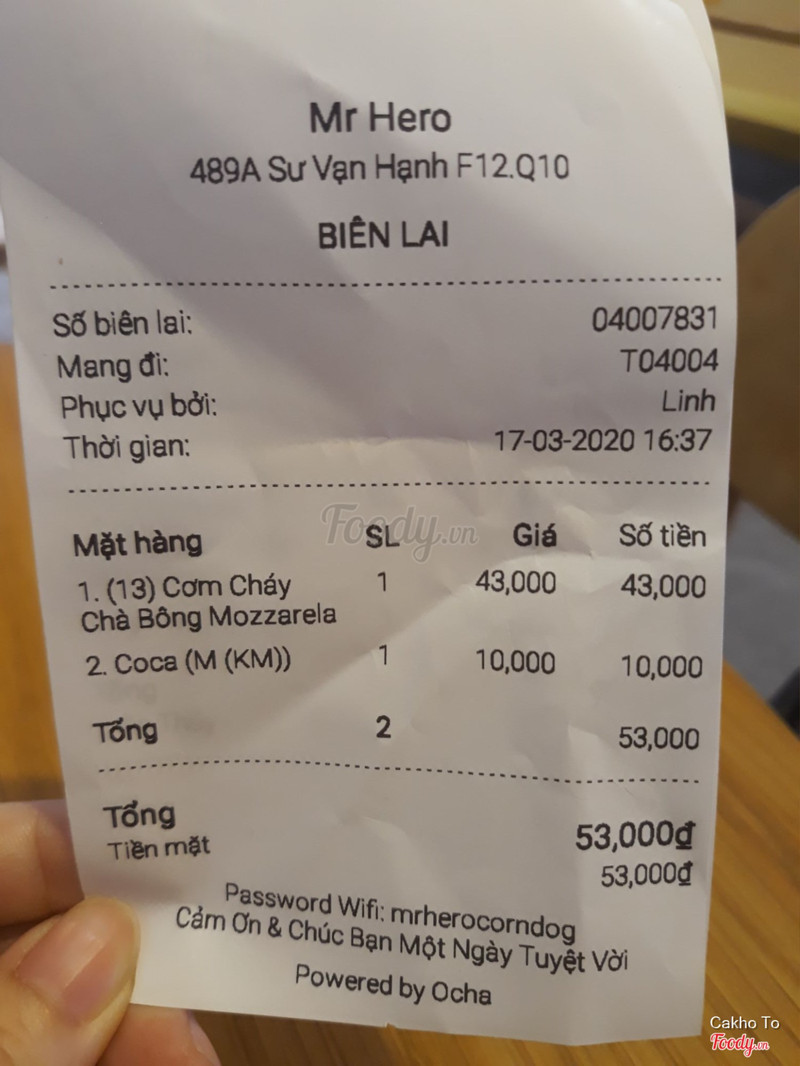 Mr Hero
489A Sư Vạn Hạnh F12.Q10
BIÊN LAI
Số biên lai: 04007831
Mang đi: T04004
Phục vụ bởi: Linh
Thời gian: 17-03-2020 16:37
Mặt hàng SL Giá Số tiền
1. (13) Cơm Cháy 1 43,000 43,000
Chà Bông Mozzarela
2. Coca (M (KM)) 1 10,000 10,000
Tổng 2 53,000
Tổng 53,000đ
Tiền mặt 53,000đ
Password Wifi: mrherocorndog
Cảm Ơn & Chúc Bạn Một Ngày Tuyệt Vời
Powered by Ocha
Foody.vn
Cakho To
Foody.vn